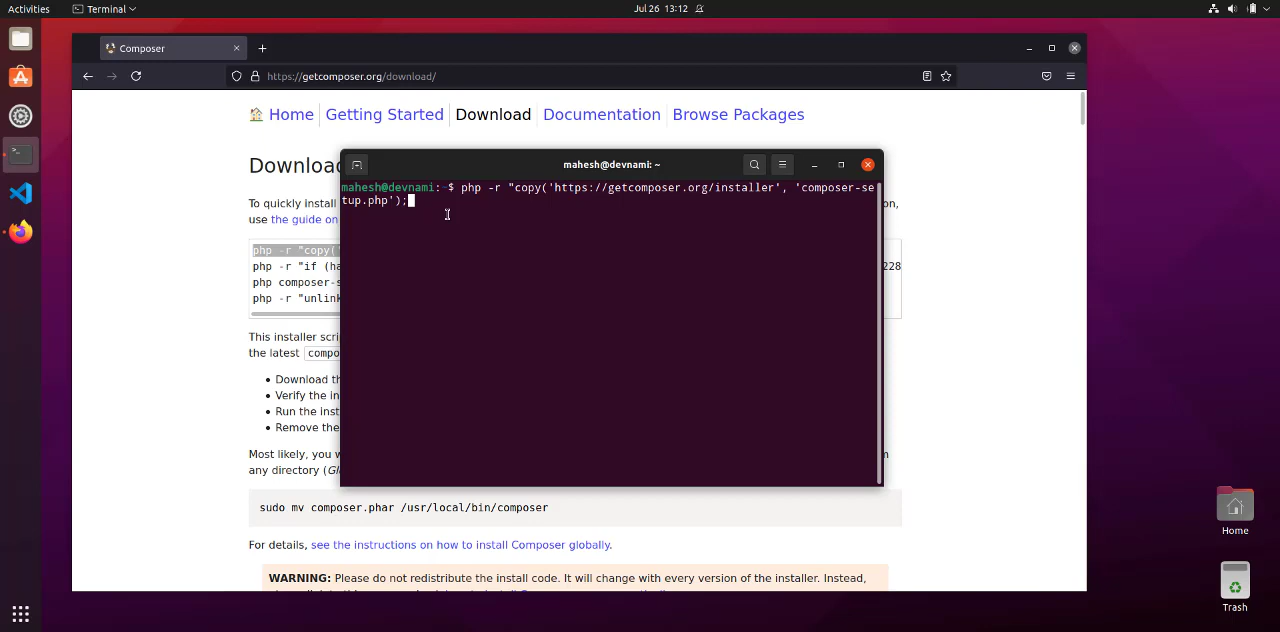 Activities Terminal Jul 26 13:12
Composer
https://getcomposer.org/download/
Home Getting Started Download Documentation Browse Packages
Download
mahesh@devnami: ~
mahesh@devnami:~$ php -r "copy('https://getcomposer.org/installer', 'composer-se
tup.php');
To quickly install on,
use the guide on
php -r "copy('
php -r "if (ha 228
php composer-s
php -r "unlink
This installer scri
the latest compo
Download th
Verify the in
Run the inst
Remove the
Most likely, you w m
any directory (Gl
sudo mv composer.phar /usr/local/bin/composer
For details, see the instructions on how to install Composer globally.
WARNING: Please do not redistribute the install code. It will change with every version of the installer. Instead,
Home
Trash